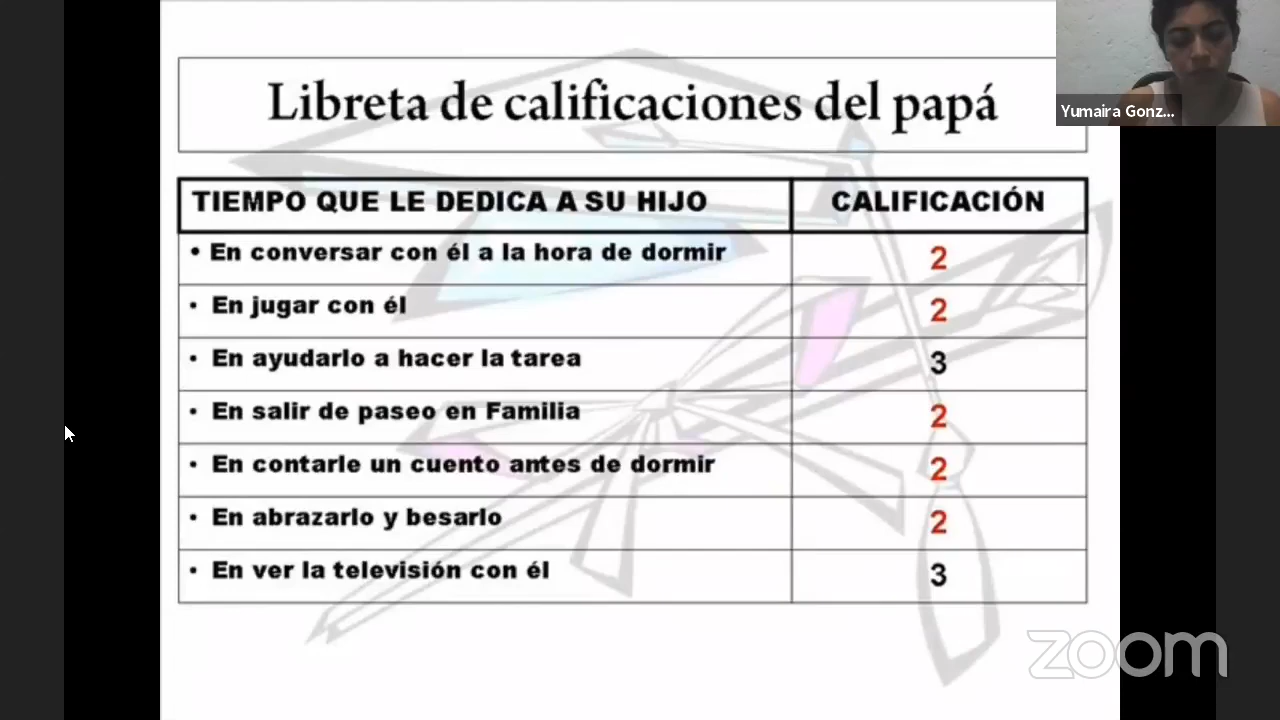 Libreta de calificaciones del papá
Yumaira Gonz...
TIEMPO QUE LE DEDICA A SU HIJO CALIFICACIÓN
• En conversar con él a la hora de dormir 2
• En jugar con él 2
• En ayudarlo a hacer la tarea 3
• En salir de paseo en Familia 2
• En contarle un cuento antes de dormir 2
• En abrazarlo y besarlo 2
• En ver la televisión con él 3
zoom